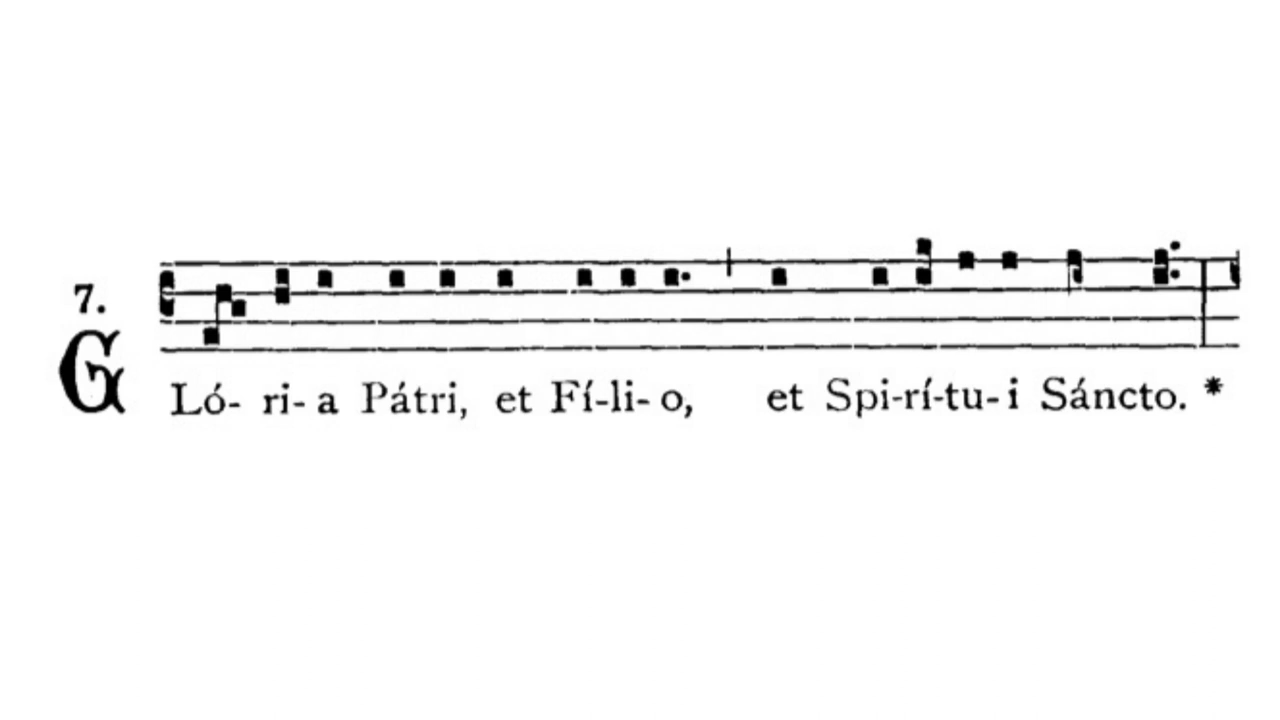 7.
GLó- ri- a Pátri, et Fí-li- o, et Spi-rí-tu- i Sáncto. *